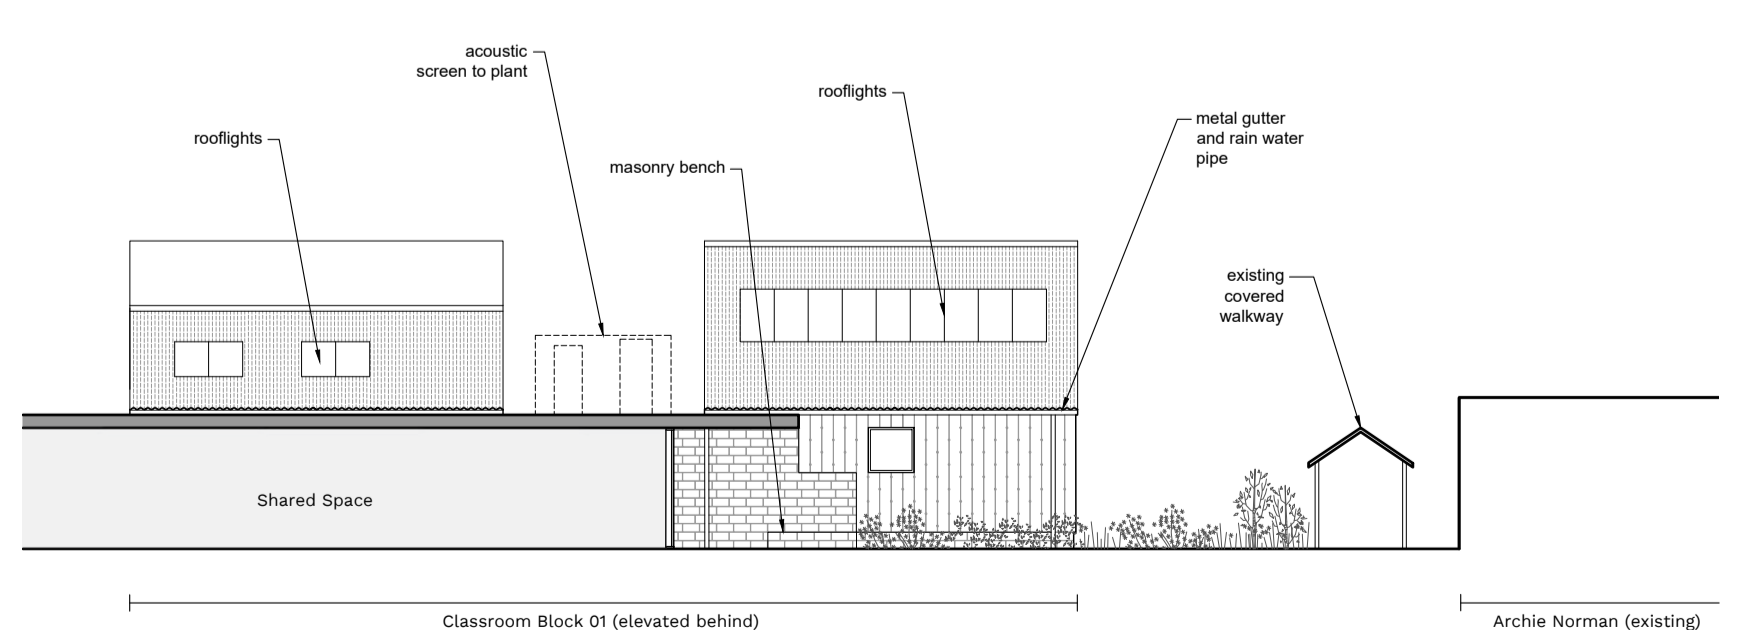 acoustic
screen to plant
rooflights
metal gutter
and rain water
pipe
rooflights
masonry bench
existing
covered
walkway
Shared Space
Classroom Block 01 (elevated behind)
Archie Norman (existing)